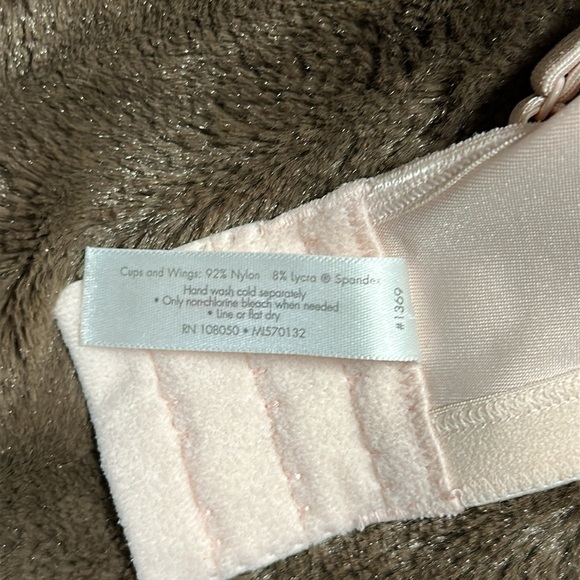 Cups and Wings: 92% Nylon 8% Lycra ® Spandex
Hand wash cold separately
• Only non-chlorine bleach when needed
• Line or flat dry
RN 108050 • ML570132
#1369